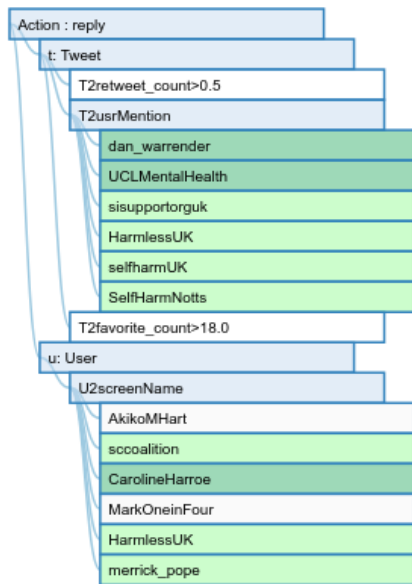 Action : reply
t: Tweet
T2retweet_count>0.5
T2usrMention
dan_warrender
UCLMentalHealth
sisupportorguk
HarmlessUK
selfharmUK
SelfHarmNotts
T2favorite_count>18.0
u: User
U2screenName
AkikoMHart
sccoalition
CarolineHarroe
MarkOneinFour
HarmlessUK
merrick_pope